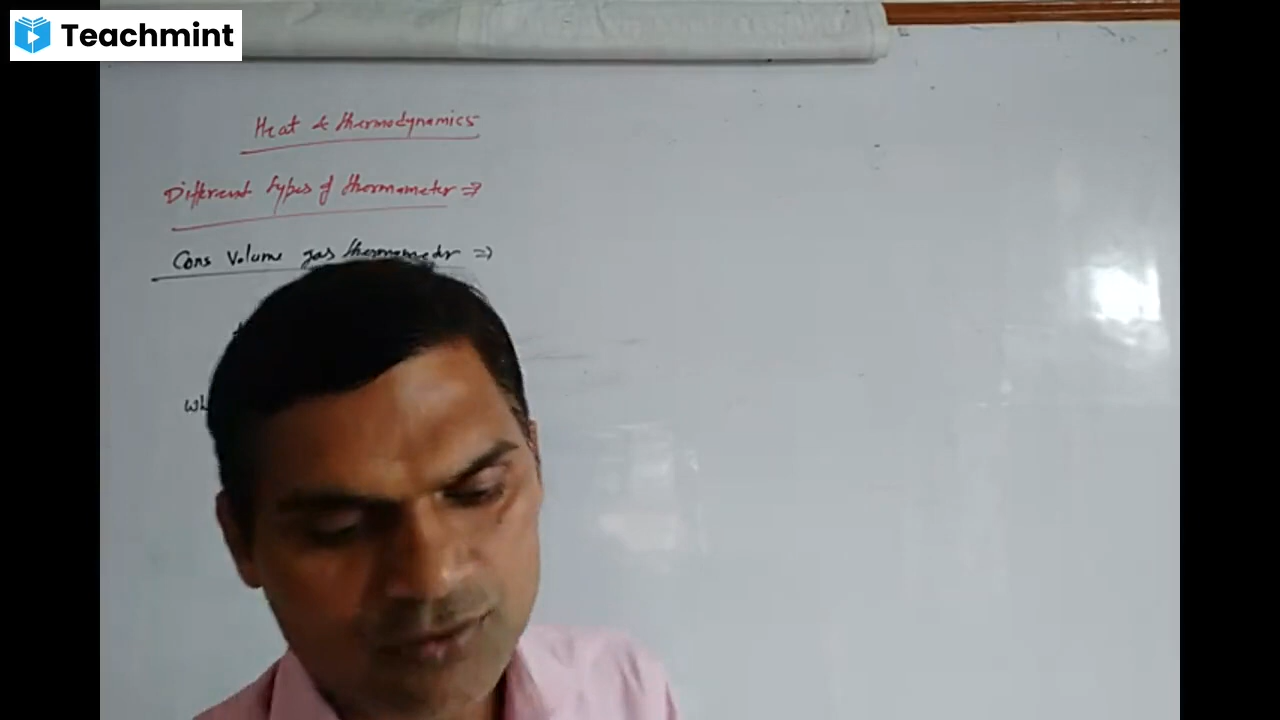 Teachmint
Heat & thermodynamics
Different types of thermometer ⇒
Cons Volume gas thermometer ⇒